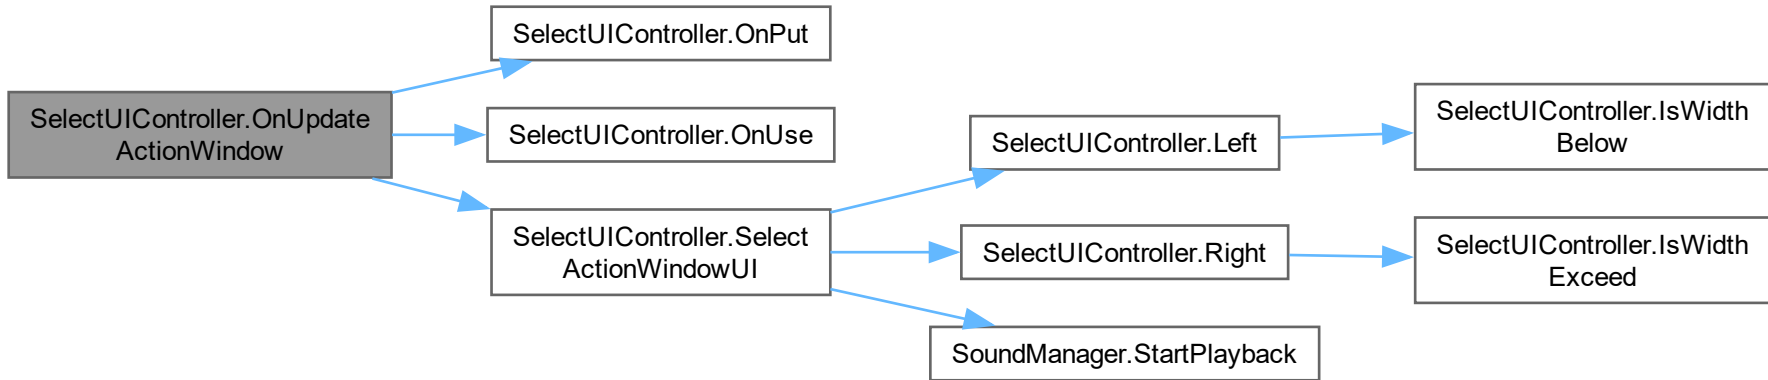 SelectUIController.OnPut
SelectUIController.OnUpdate
ActionWindow
SelectUIController.OnUse
SelectUIController.Select
ActionWindowUI
SelectUIController.Left
SelectUIController.IsWidth
Below
SelectUIController.Right
SelectUIController.IsWidth
Exceed
SoundManager.StartPlayback